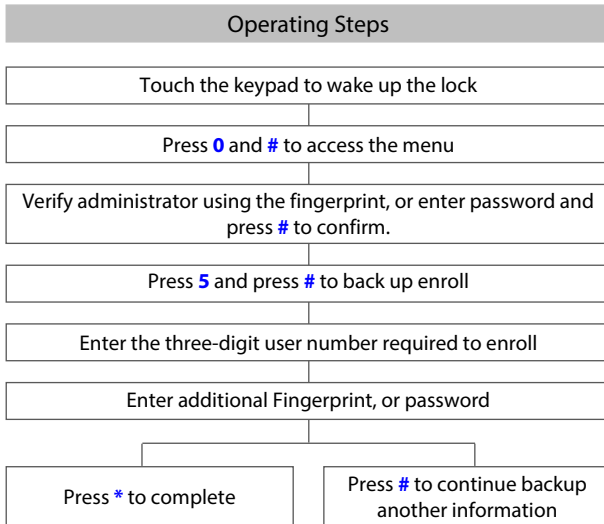 Operating Steps
Touch the keypad to wake up the lock
Press 0 and # to access the menu
Verify administrator using the fingerprint, or enter password and
press # to confirm.
Press 5 and press # to back up enroll
Enter the three-digit user number required to enroll
Enter additional Fingerprint, or password
Press * to complete
Press # to continue backup
another information